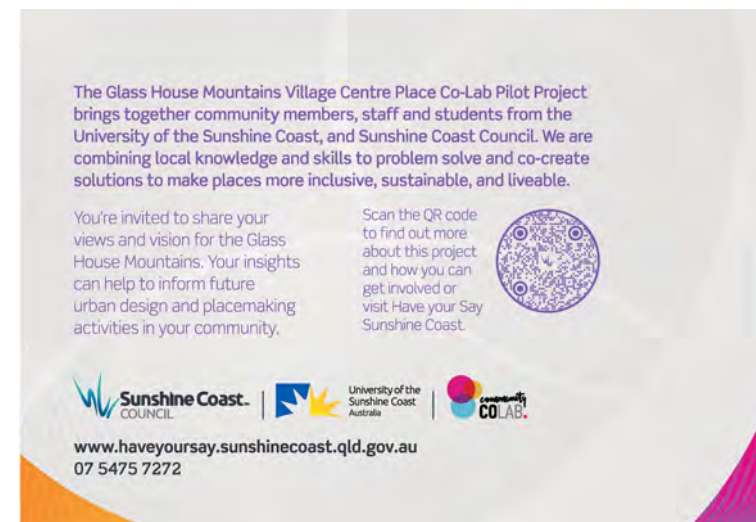 The Glass House Mountains Village Centre Place Co-Lab Pilot Project
brings together community members, staff and students from the
University of the Sunshine Coast, and Sunshine Coast Council. We are
combining local knowledge and skills to problem solve and co-create
solutions to make places more inclusive, sustainable, and liveable.
You're invited to share your
views and vision for the Glass
House Mountains. Your insights
can help to inform future
urban design and placemaking
activities in your community.
Scan the QR code
to find out more
about this project
and how you can
get involved or
visit Have your Say
Sunshine Coast.
Sunshine Coast™
COUNCIL
University of the
Sunshine Coast
Australia
community
COLAB.
www.haveyoursay.sunshinecoast.qld.gov.au
07 5475 7272